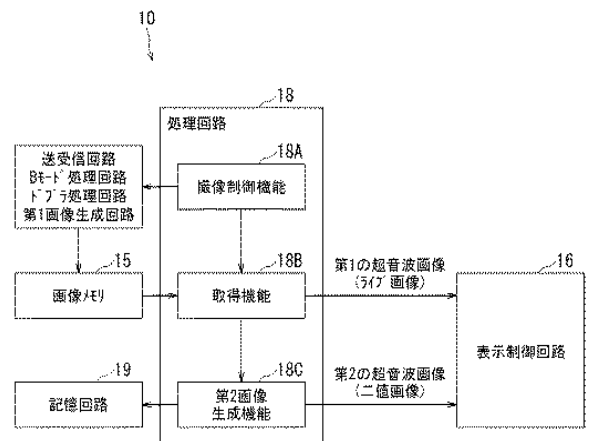 10
18
処理回路
送受信回路
Bモード処理回路
ドプラ処理回路
第1画像生成回路
18A
撮像制御機能
15
画像メモリ
18B
取得機能
第1の超音波画像
(ライブ画像)
16
表示制御回路
19
記憶回路
18C
第2画像
生成機能
第2の超音波画像
(二値画像)